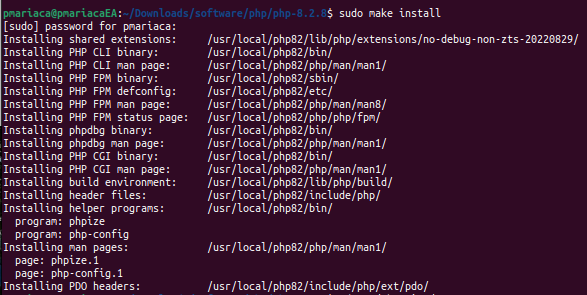 pmariaca@pmariacaEA:~/Downloads/software/php/php-8.2.8$ sudo make install
[sudo] password for pmariaca:
Installing shared extensions:     /usr/local/php82/lib/php/extensions/no-debug-non-zts-20220829/
Installing PHP CLI binary:        /usr/local/php82/bin/
Installing PHP CLI man page:      /usr/local/php82/php/man/man1/
Installing PHP FPM binary:        /usr/local/php82/sbin/
Installing PHP FPM defconfig:     /usr/local/php82/etc/
Installing PHP FPM man page:      /usr/local/php82/php/man/man8/
Installing PHP FPM status page:   /usr/local/php82/php/php/fpm/
Installing phpdbg binary:         /usr/local/php82/bin/
Installing phpdbg man page:       /usr/local/php82/php/man/man1/
Installing PHP CGI binary:        /usr/local/php82/bin/
Installing PHP CGI man page:      /usr/local/php82/php/man/man1/
Installing build environment:     /usr/local/php82/lib/php/build/
Installing header files:          /usr/local/php82/include/php/
Installing helper programs:       /usr/local/php82/bin/
  program: phpize
  program: php-config
Installing man pages:             /usr/local/php82/php/man/man1/
  page: phpize.1
  page: php-config.1
Installing PDO headers:           /usr/local/php82/include/php/ext/pdo/